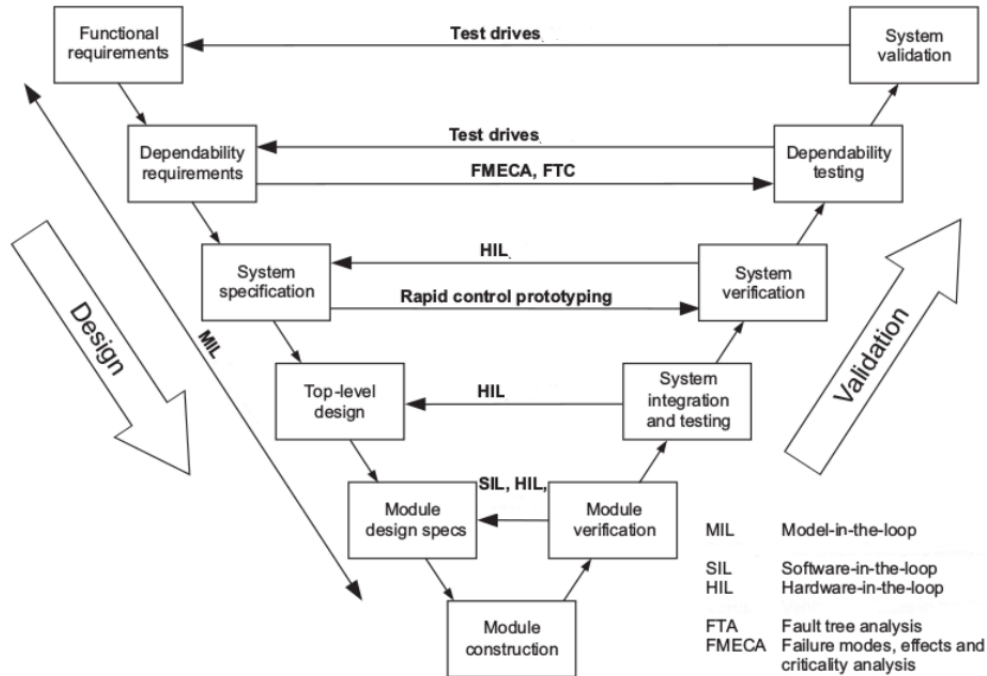 Functional
requirements
Test drives.
System
validation
Dependability
requirements
Test drives
FMECA, FTC
Dependability
testing
System
specification
HIL.
Rapid control prototyping
System
verification
Design
MIL
Validation
Top-level
design
HIL
System
integration
and testing
Module
design specs
SIL, HIL,
Module
verification
Module
construction
MIL Model-in-the-loop
SIL Software-in-the-loop
HIL Hardware-in-the-loop
FTA Fault tree analysis
FMECA Failure modes, effects and
criticality analysis